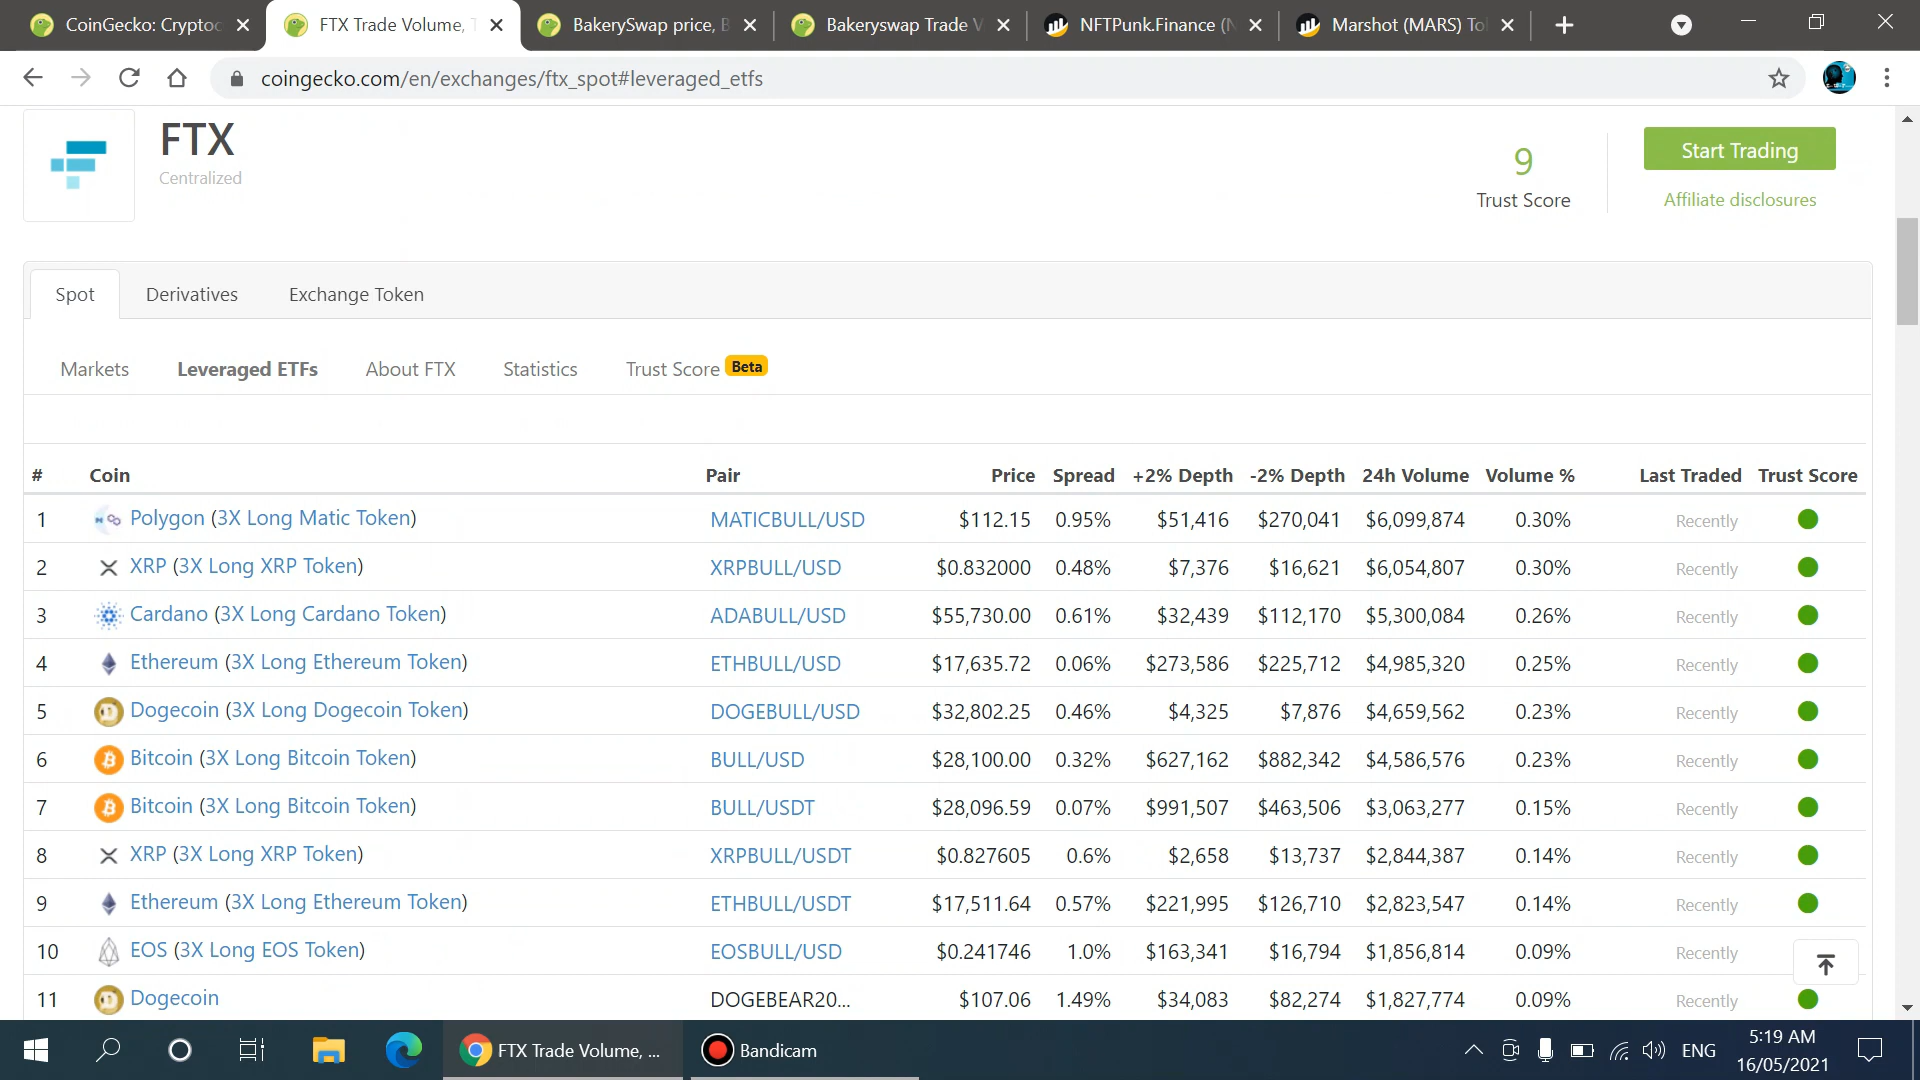 CoinGecko: Cryptoc
FTX Trade Volume, T
BakerySwap price, B
Bakeryswap Trade V
NFTPunk.Finance (N
Marshot (MARS) To
coingecko.com/en/exchanges/ftx_spot#leveraged_etfs
FTX
Centralized
9
Trust Score
Start Trading
Affiliate disclosures
Spot Derivatives Exchange Token
Markets Leveraged ETFs About FTX Statistics Trust Score Beta
# Coin Pair Price Spread +2% Depth -2% Depth 24h Volume Volume % Last Traded Trust Score
1 Polygon (3X Long Matic Token) MATICBULL/USD $112.15 0.95% $51,416 $270,041 $6,099,874 0.30% Recently
2 XRP (3X Long XRP Token) XRPBULL/USD $0.832000 0.48% $7,376 $16,621 $6,054,807 0.30% Recently
3 Cardano (3X Long Cardano Token) ADABULL/USD $55,730.00 0.61% $32,439 $112,170 $5,300,084 0.26% Recently
4 Ethereum (3X Long Ethereum Token) ETHBULL/USD $17,635.72 0.06% $273,586 $225,712 $4,985,320 0.25% Recently
5 Dogecoin (3X Long Dogecoin Token) DOGEBULL/USD $32,802.25 0.46% $4,325 $7,876 $4,659,562 0.23% Recently
6 Bitcoin (3X Long Bitcoin Token) BULL/USD $28,100.00 0.32% $627,162 $882,342 $4,586,576 0.23% Recently
7 Bitcoin (3X Long Bitcoin Token) BULL/USDT $28,096.59 0.07% $991,507 $463,506 $3,063,277 0.15% Recently
8 XRP (3X Long XRP Token) XRPBULL/USDT $0.827605 0.6% $2,658 $13,737 $2,844,387 0.14% Recently
9 Ethereum (3X Long Ethereum Token) ETHBULL/USDT $17,511.64 0.57% $221,995 $126,710 $2,823,547 0.14% Recently
10 EOS (3X Long EOS Token) EOSBULL/USD $0.241746 1.0% $163,341 $16,794 $1,856,814 0.09% Recently
11 Dogecoin DOGEBEAR20... $107.06 1.49% $34,083 $82,274 $1,827,774 0.09% Recently
FTX Trade Volume, ...
Bandicam
ENG
5:19 AM
16/05/2021